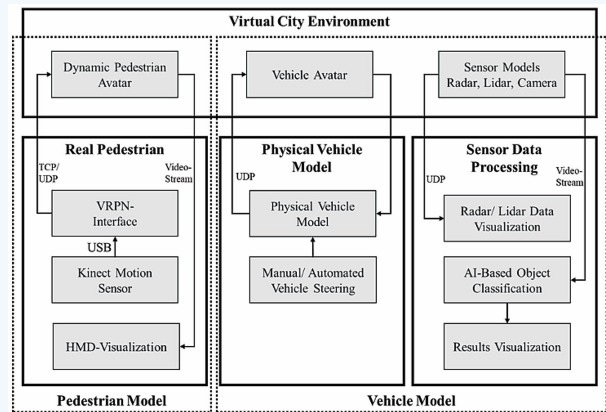 Virtual City Environment
Dynamic Pedestrian
Avatar
Vehicle Avatar
Sensor Models
Radar, Lidar, Camera
Real Pedestrian
TCP/
UDP
Video-
Stream
VRPN-
Interface
USB
Kinect Motion
Sensor
HMD-Visualization
Pedestrian Model
Physical Vehicle
Model
UDP
Physical Vehicle
Model
Manual/ Automated
Vehicle Steering
Sensor Data
Processing
UDP
Video-
Stream
Radar/ Lidar Data
Visualization
AI-Based Object
Classification
Results Visualization
Vehicle Model